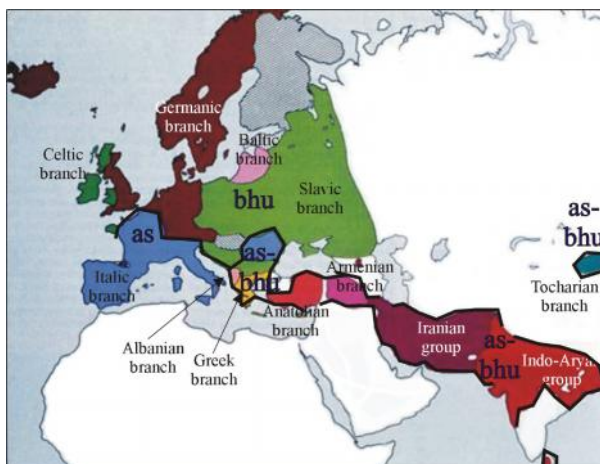 Germanic
branch
Celtic
branch
Baltic
branch
bhu
Slavic
branch
as
as-
bhu
Italic
branch
as-
bhu
Tocharian
branch
Armenian
branch
Anatolian
branch
Albanian
branch
Greek
branch
Iranian
group
as-
bhu
Indo-Aryan
group